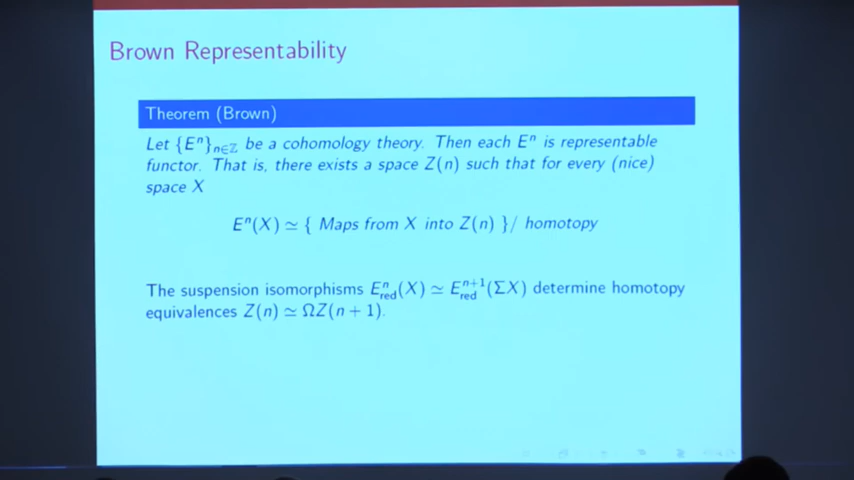 Brown Representability
Theorem (Brown)
Let {Eⁿ}ₙ∈ℤ be a cohomology theory. Then each Eⁿ is representable
functor. That is, there exists a space Z(n) such that for every (nice)
space X
Eⁿ(X) ≃ { Maps from X into Z(n) }/ homotopy
The suspension isomorphisms Eⁿ_red(X) ≃ Eⁿ⁺¹_red(ΣX) determine homotopy
equivalences Z(n) ≃ ΩZ(n + 1).